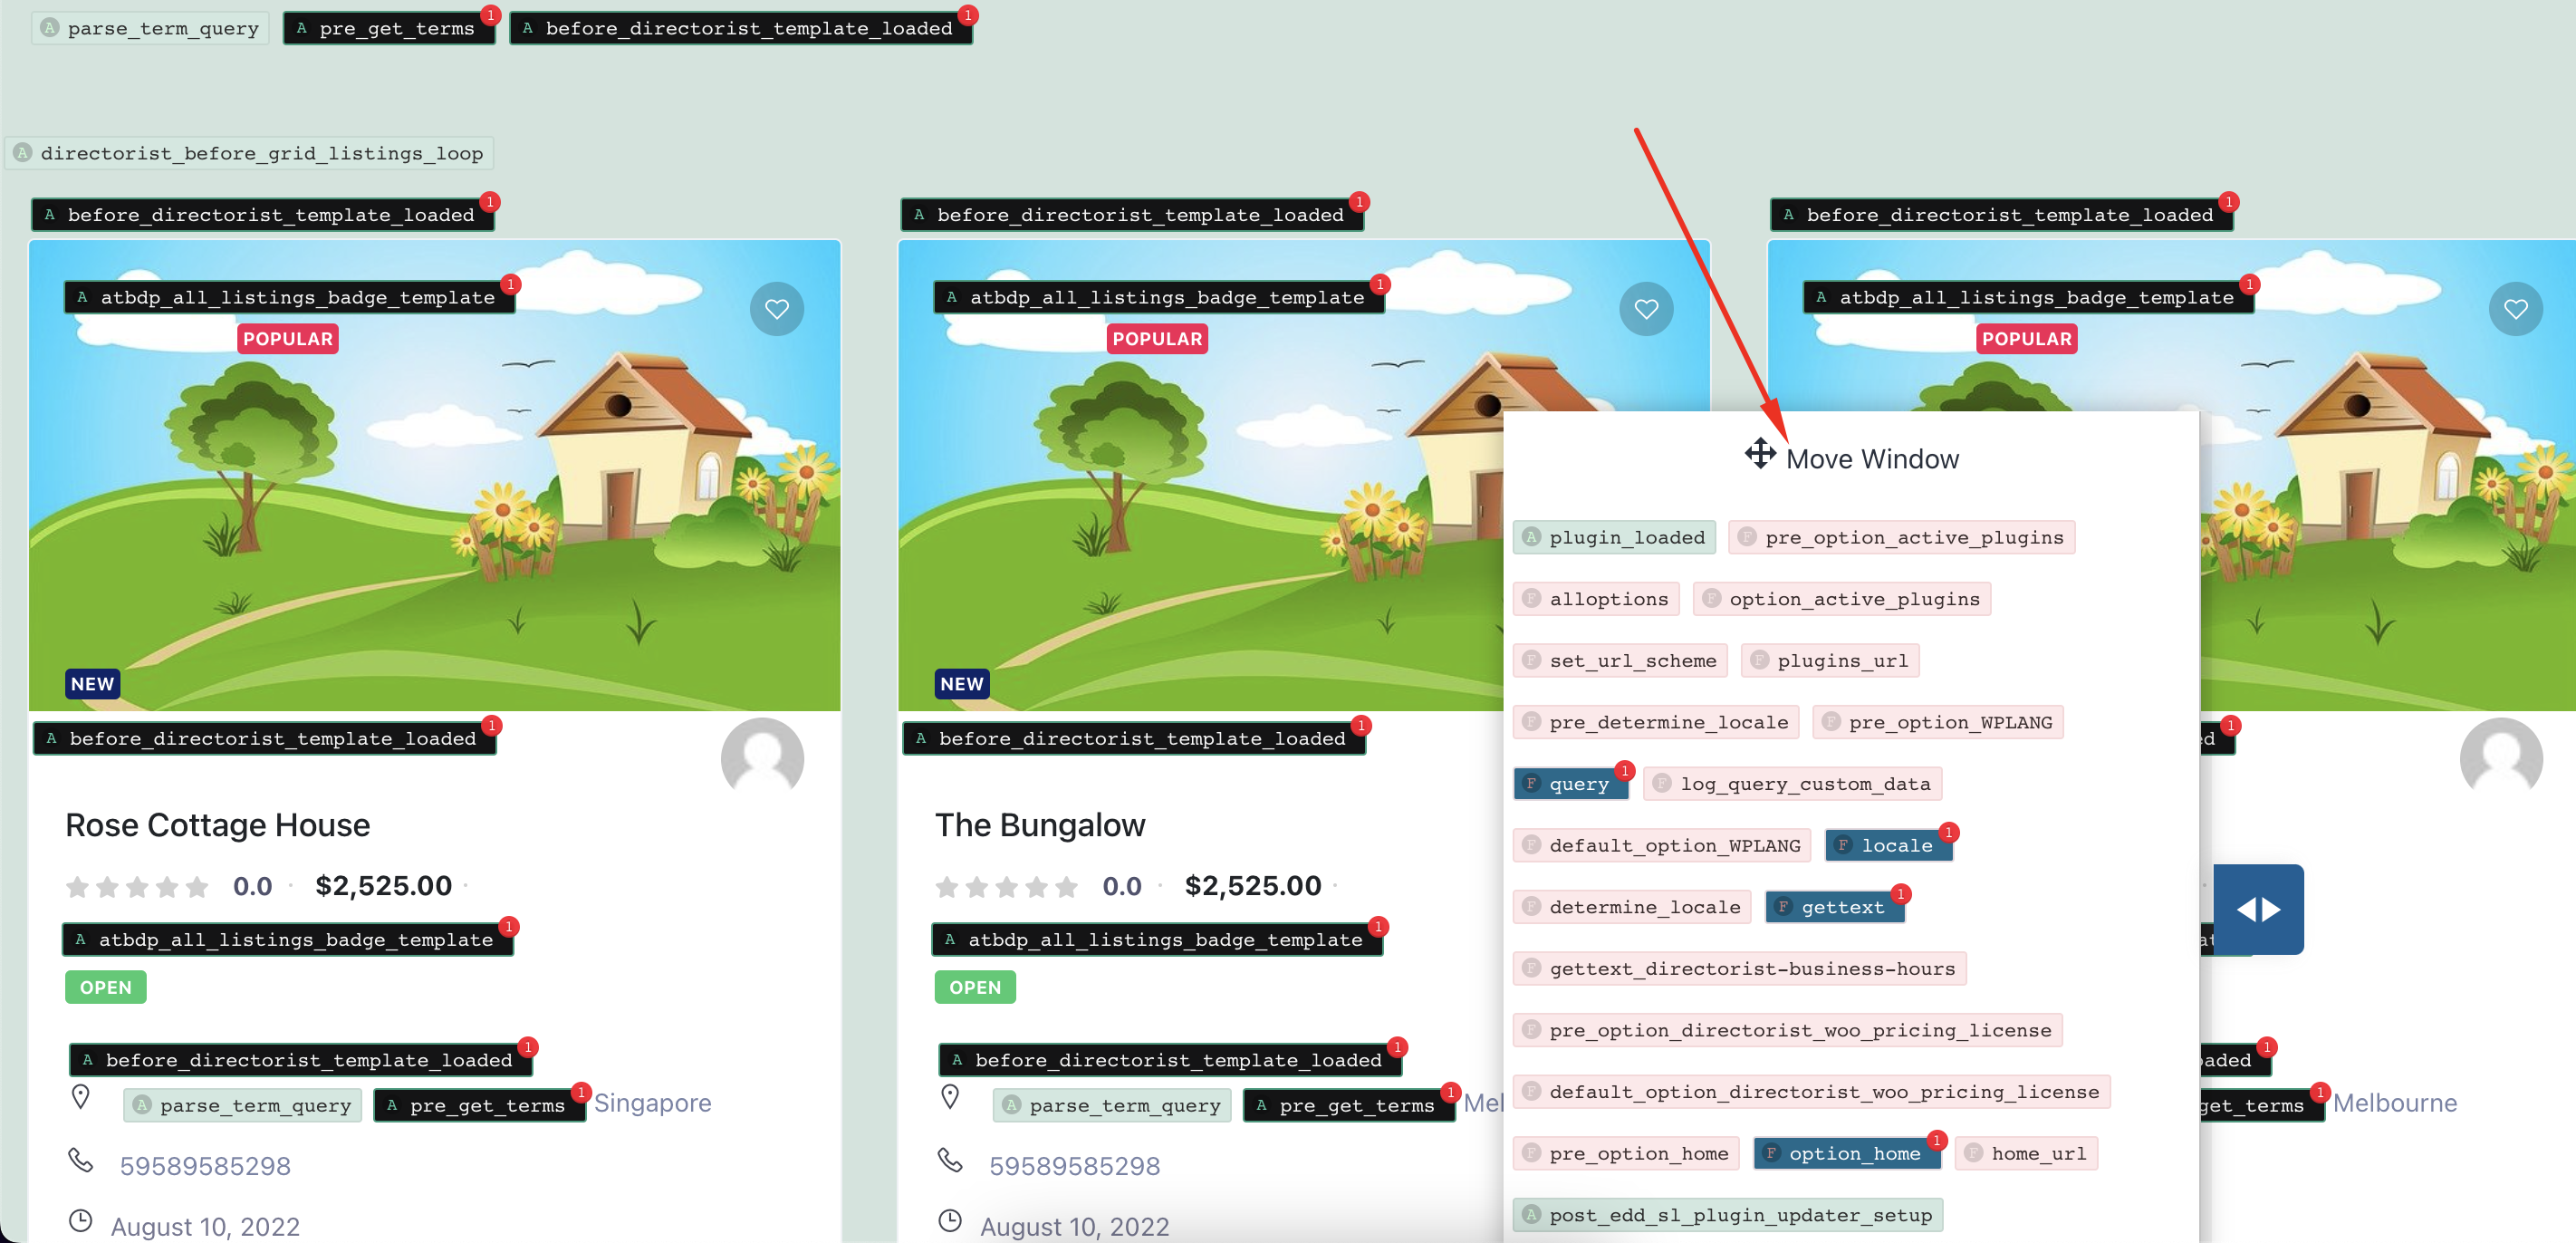 A parse_term_query A pre_get_terms 1 A before_directorist_template_loaded 1
A directorist_before_grid_listings_loop
A before_directorist_template_loaded 1
A atbdp_all_listings_badge_template 1
POPULAR
NEW
A before_directorist_template_loaded 1
Rose Cottage House
0.0 · $2,525.00 ·
A atbdp_all_listings_badge_template 1
OPEN
A before_directorist_template_loaded 1
A parse_term_query A pre_get_terms 1 Singapore
59589585298
August 10, 2022
A before_directorist_template_loaded 1
A atbdp_all_listings_badge_template 1
POPULAR
NEW
A before_directorist_template_loaded 1
The Bungalow
0.0 · $2,525.00 ·
A atbdp_all_listings_badge_template 1
OPEN
A before_directorist_template_loaded 1
A parse_term_query A pre_get_terms 1 Mel
59589585298
August 10, 2022
A before_directorist_template_loaded 1
A atbdp_all_listings_badge_template 1
POPULAR
ed 1
at
oaded 1
get_terms 1 Melbourne
Move Window
A plugin_loaded F pre_option_active_plugins
F alloptions F option_active_plugins
F set_url_scheme F plugins_url
F pre_determine_locale F pre_option_WPLANG
F query 1 F log_query_custom_data
F default_option_WPLANG F locale 1
F determine_locale F gettext 1
F gettext_directorist-business-hours
F pre_option_directorist_woo_pricing_license
F default_option_directorist_woo_pricing_license
F pre_option_home F option_home 1 F home_url
A post_edd_sl_plugin_updater_setup